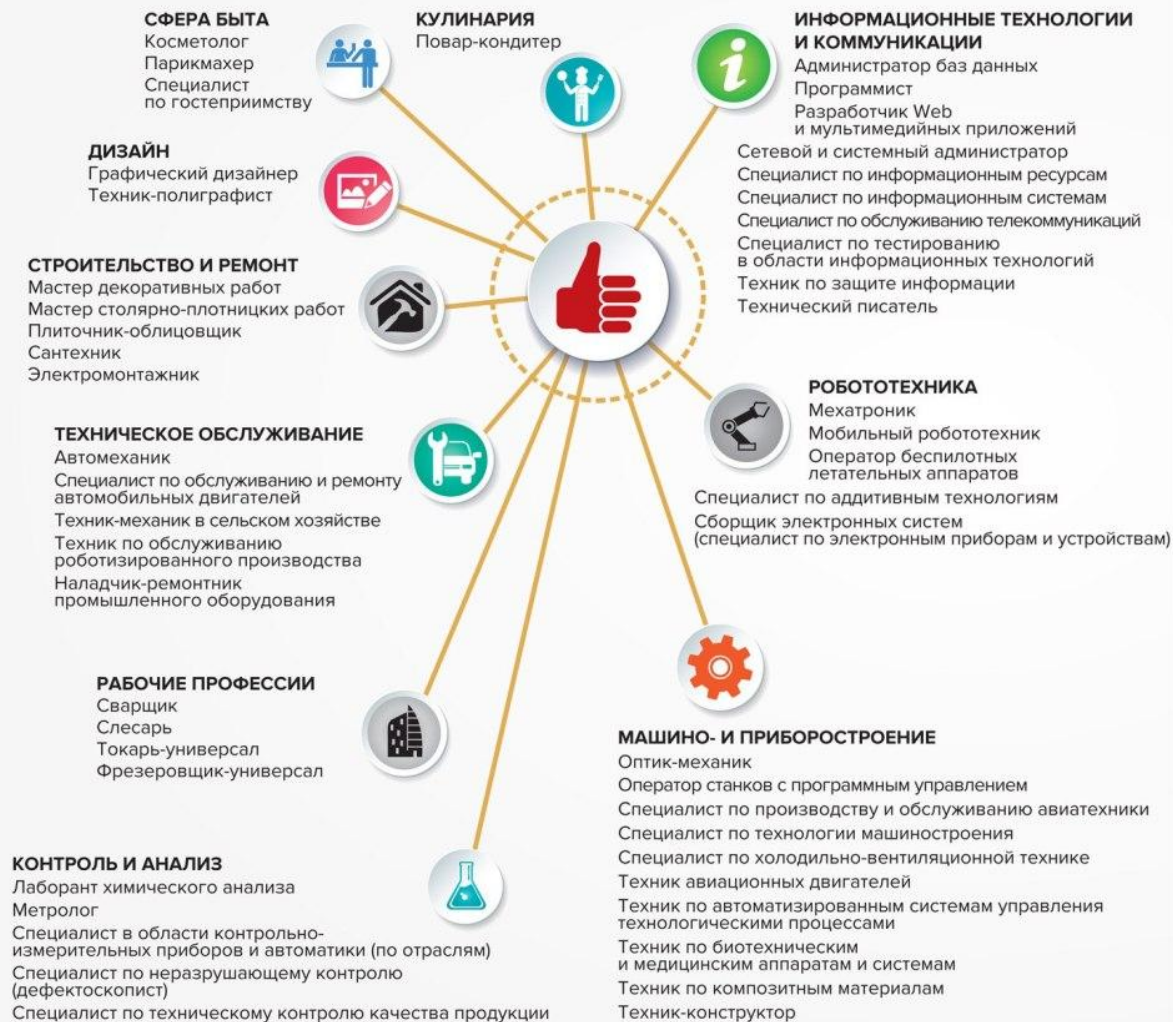 СФЕРА БЫТА
Косметолог
Парикмахер
Специалист
по гостеприимству
КУЛИНАРИЯ
Повар-кондитер
ИНФОРМАЦИОННЫЕ ТЕХНОЛОГИИ
И КОММУНИКАЦИИ
Администратор баз данных
Программист
Разработчик Web
и мультимедийных приложений
Сетевой и системный администратор
Специалист по информационным ресурсам
Специалист по информационным системам
Специалист по обслуживанию телекоммуникаций
Специалист по тестированию
в области информационных технологий
Техник по защите информации
Технический писатель
ДИЗАЙН
Графический дизайнер
Техник-полиграфист
СТРОИТЕЛЬСТВО И РЕМОНТ
Мастер декоративных работ
Мастер столярно-плотницких работ
Плиточник-облицовщик
Сантехник
Электромонтажник
РОБОТОТЕХНИКА
Мехатроник
Мобильный робототехник
Оператор беспилотных
летательных аппаратов
Специалист по аддитивным технологиям
Сборщик электронных систем
(специалист по электронным приборам и устройствам)
ТЕХНИЧЕСКОЕ ОБСЛУЖИВАНИЕ
Автомеханик
Специалист по обслуживанию и ремонту
автомобильных двигателей
Техник-механик в сельском хозяйстве
Техник по обслуживанию
роботизированного производства
Наладчик-ремонтник
промышленного оборудования
РАБОЧИЕ ПРОФЕССИИ
Сварщик
Слесарь
Токарь-универсал
Фрезеровщик-универсал
МАШИНО- И ПРИБОРОСТРОЕНИЕ
Оптик-механик
Оператор станков с программным управлением
Специалист по производству и обслуживанию авиатехники
Специалист по технологии машиностроения
Специалист по холодильно-вентиляционной технике
Техник авиационных двигателей
Техник по автоматизированным системам управления
технологическими процессами
Техник по биотехническим
и медицинским аппаратам и системам
Техник по композитным материалам
Техник-конструктор
КОНТРОЛЬ И АНАЛИЗ
Лаборант химического анализа
Метролог
Специалист в области контрольно-
измерительных приборов и автоматики (по отраслям)
Специалист по неразрушающему контролю
(дефектоскопист)
Специалист по техническому контролю качества продукции